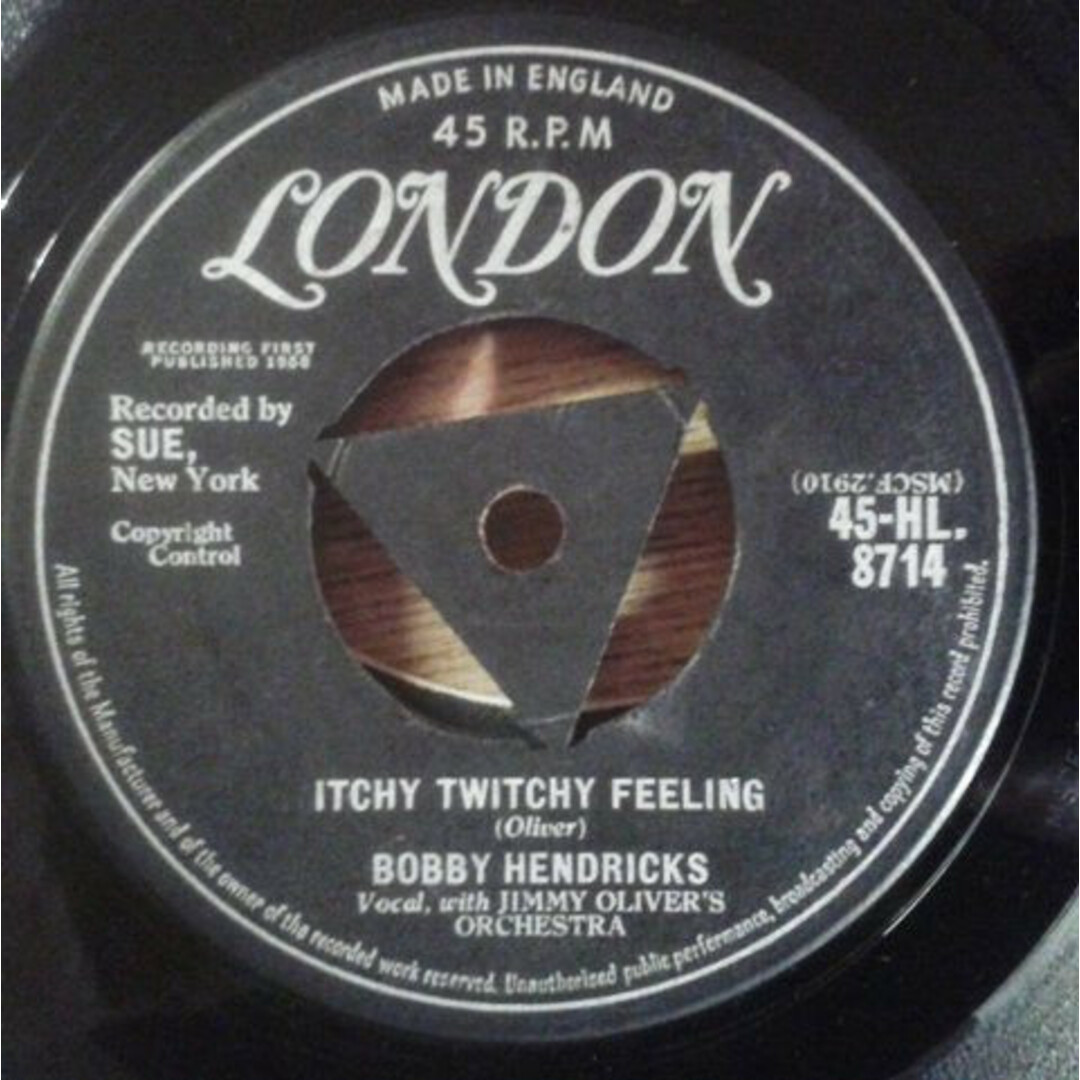 MADE IN ENGLAND
45 R.P.M
LONDON
RECORDING FIRST
PUBLISHED 1958
Recorded by
SUE,
New York
Copyright
Control
(MSCF.2910)
45-HL.
8714
ITCHY TWITCHY FEELING
(Oliver)
BOBBY HENDRICKS
Vocal, with JIMMY OLIVER'S
ORCHESTRA
All rights of the Manufacturer and of the owner of the recorded work reserved. Unauthorised public performance, broadcasting and copying of this record prohibited.